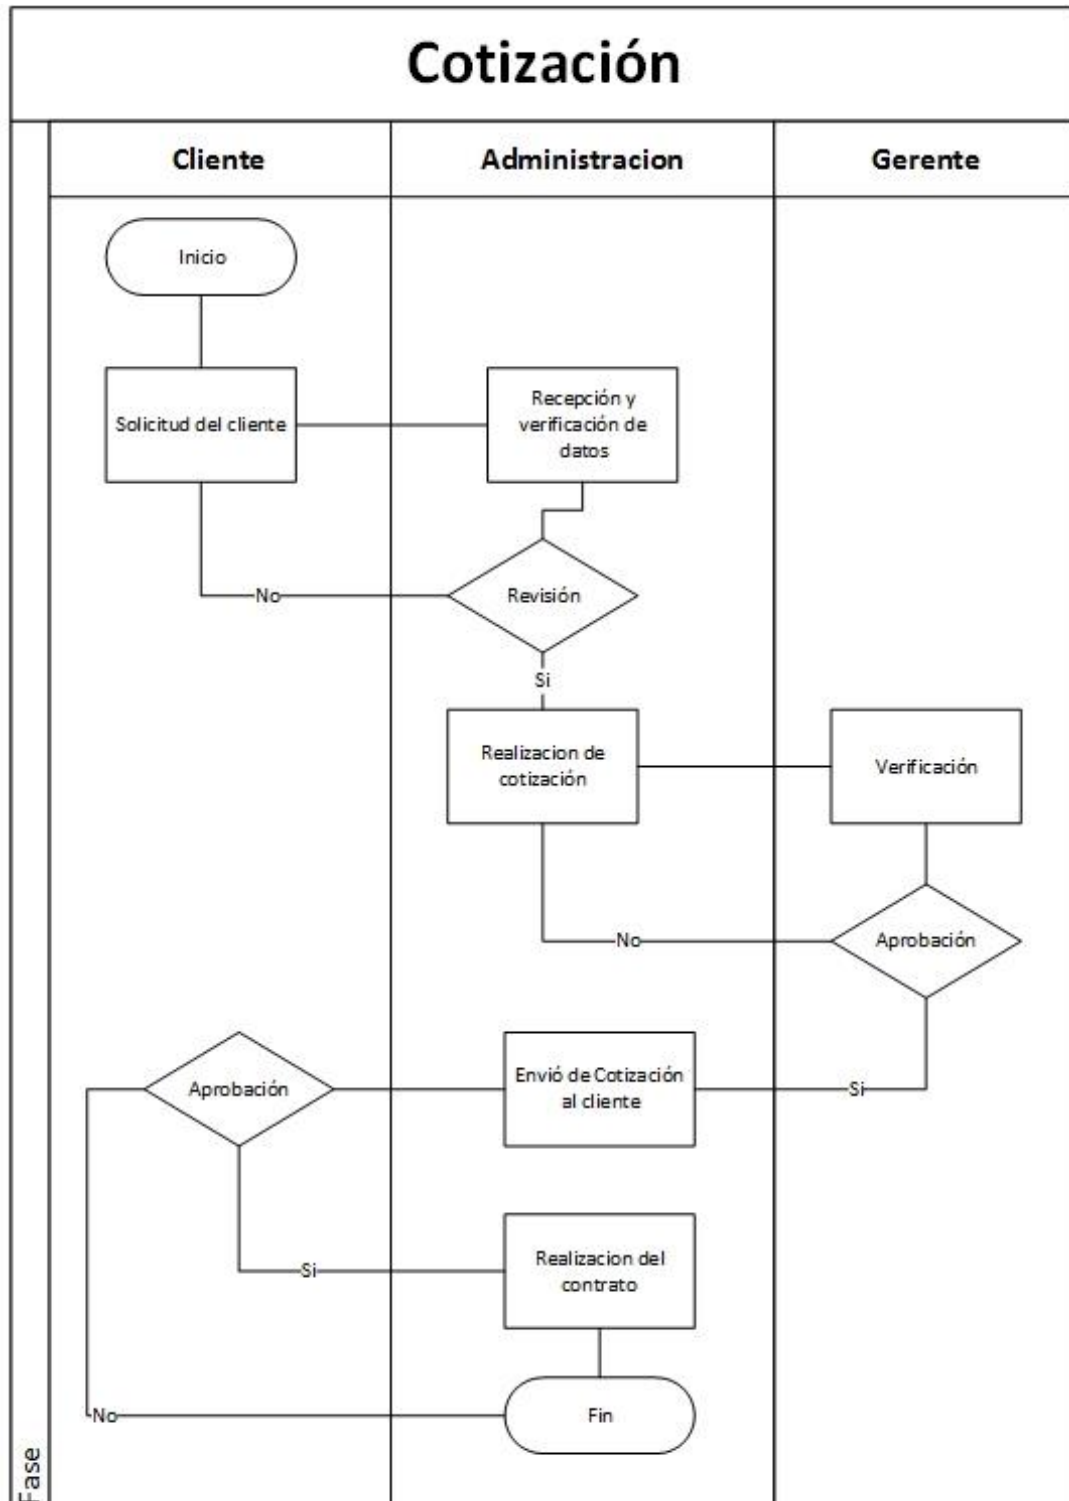 Cotización
Cliente
Administracion
Gerente
Inicio
Solicitud del cliente
Recepción y
verificación de
datos
No
Revisión
Si
Realizacion de
cotización
Verificación
No
Aprobación
Aprobación
Envió de Cotización
al cliente
Si
Si
Realizacion del
contrato
No
Fin
Fase